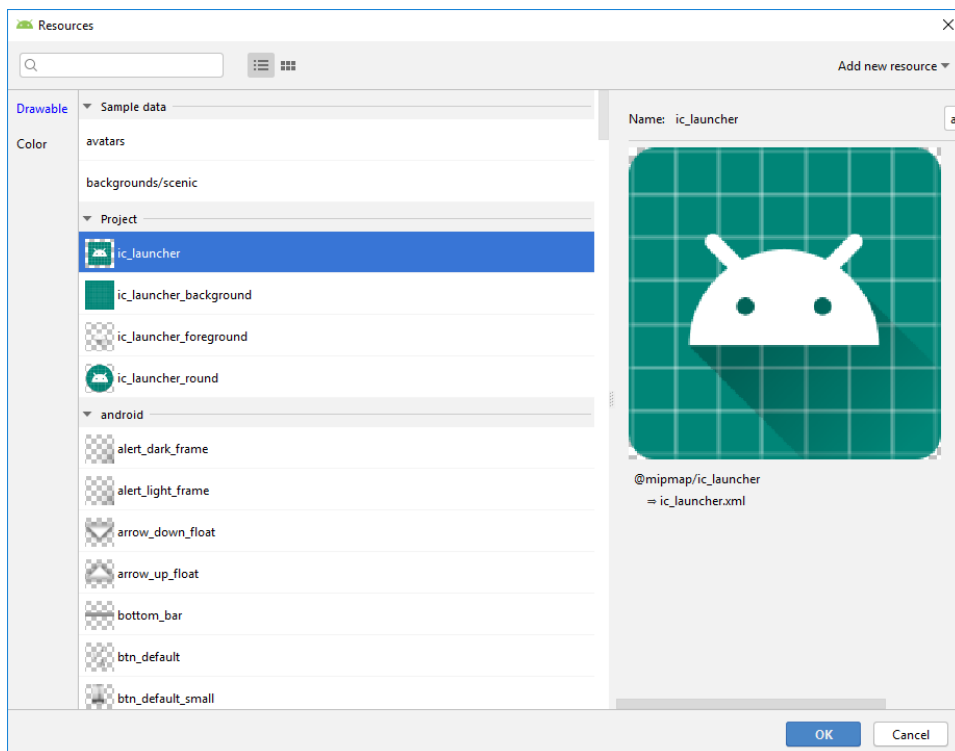 Resources
Add new resource
Drawable
Color
Sample data
avatars
backgrounds/scenic
Project
ic_launcher
ic_launcher_background
ic_launcher_foreground
ic_launcher_round
android
alert_dark_frame
alert_light_frame
arrow_down_float
arrow_up_float
bottom_bar
btn_default
btn_default_small
Name: ic_launcher
a
@mipmap/ic_launcher
⇒ ic_launcher.xml
OK
Cancel